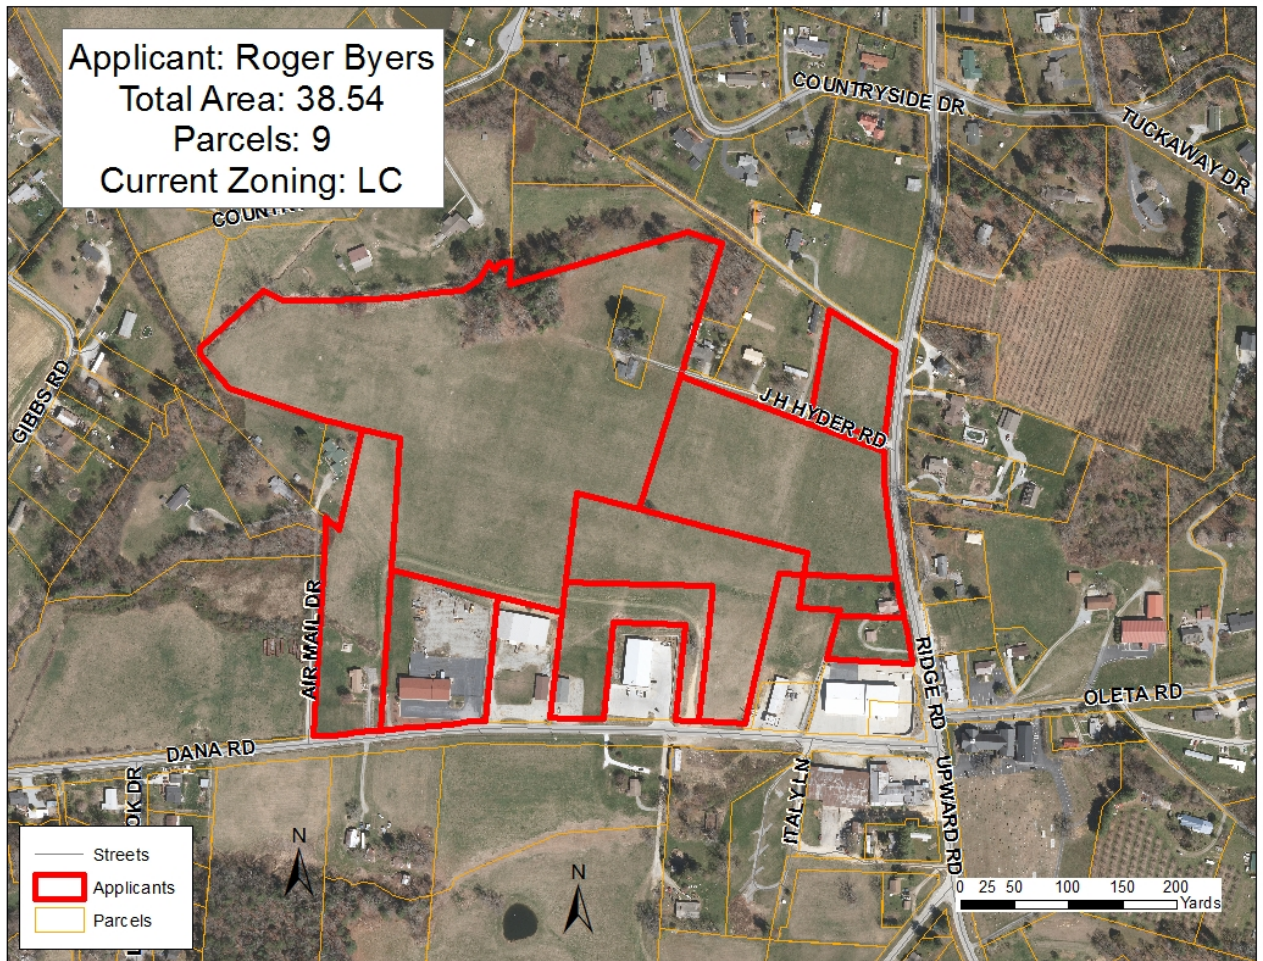 Applicant: Roger Byers
Total Area: 38.54
Parcels: 9
Current Zoning: LC
COUNTRYSIDE DR
TUCKAWAY DR
GIBBS RD
J H HYDER RD
AIR MAIL DR
RIDGE RD
OLETA RD
DANA RD
ITALY LN
UPWARD RD
N
N
Streets
Applicants
Parcels
0 25 50 100 150 200
Yards